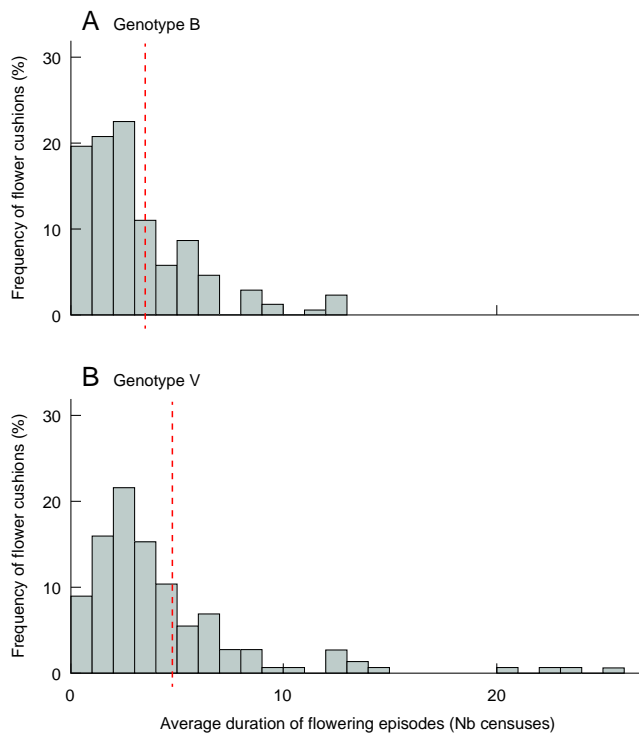 A Genotype B
30
20
10
0
Frequency of flower cushions (%)
B Genotype V
30
20
10
0
Frequency of flower cushions (%)
0 10 20
Average duration of flowering episodes (Nb censuses)